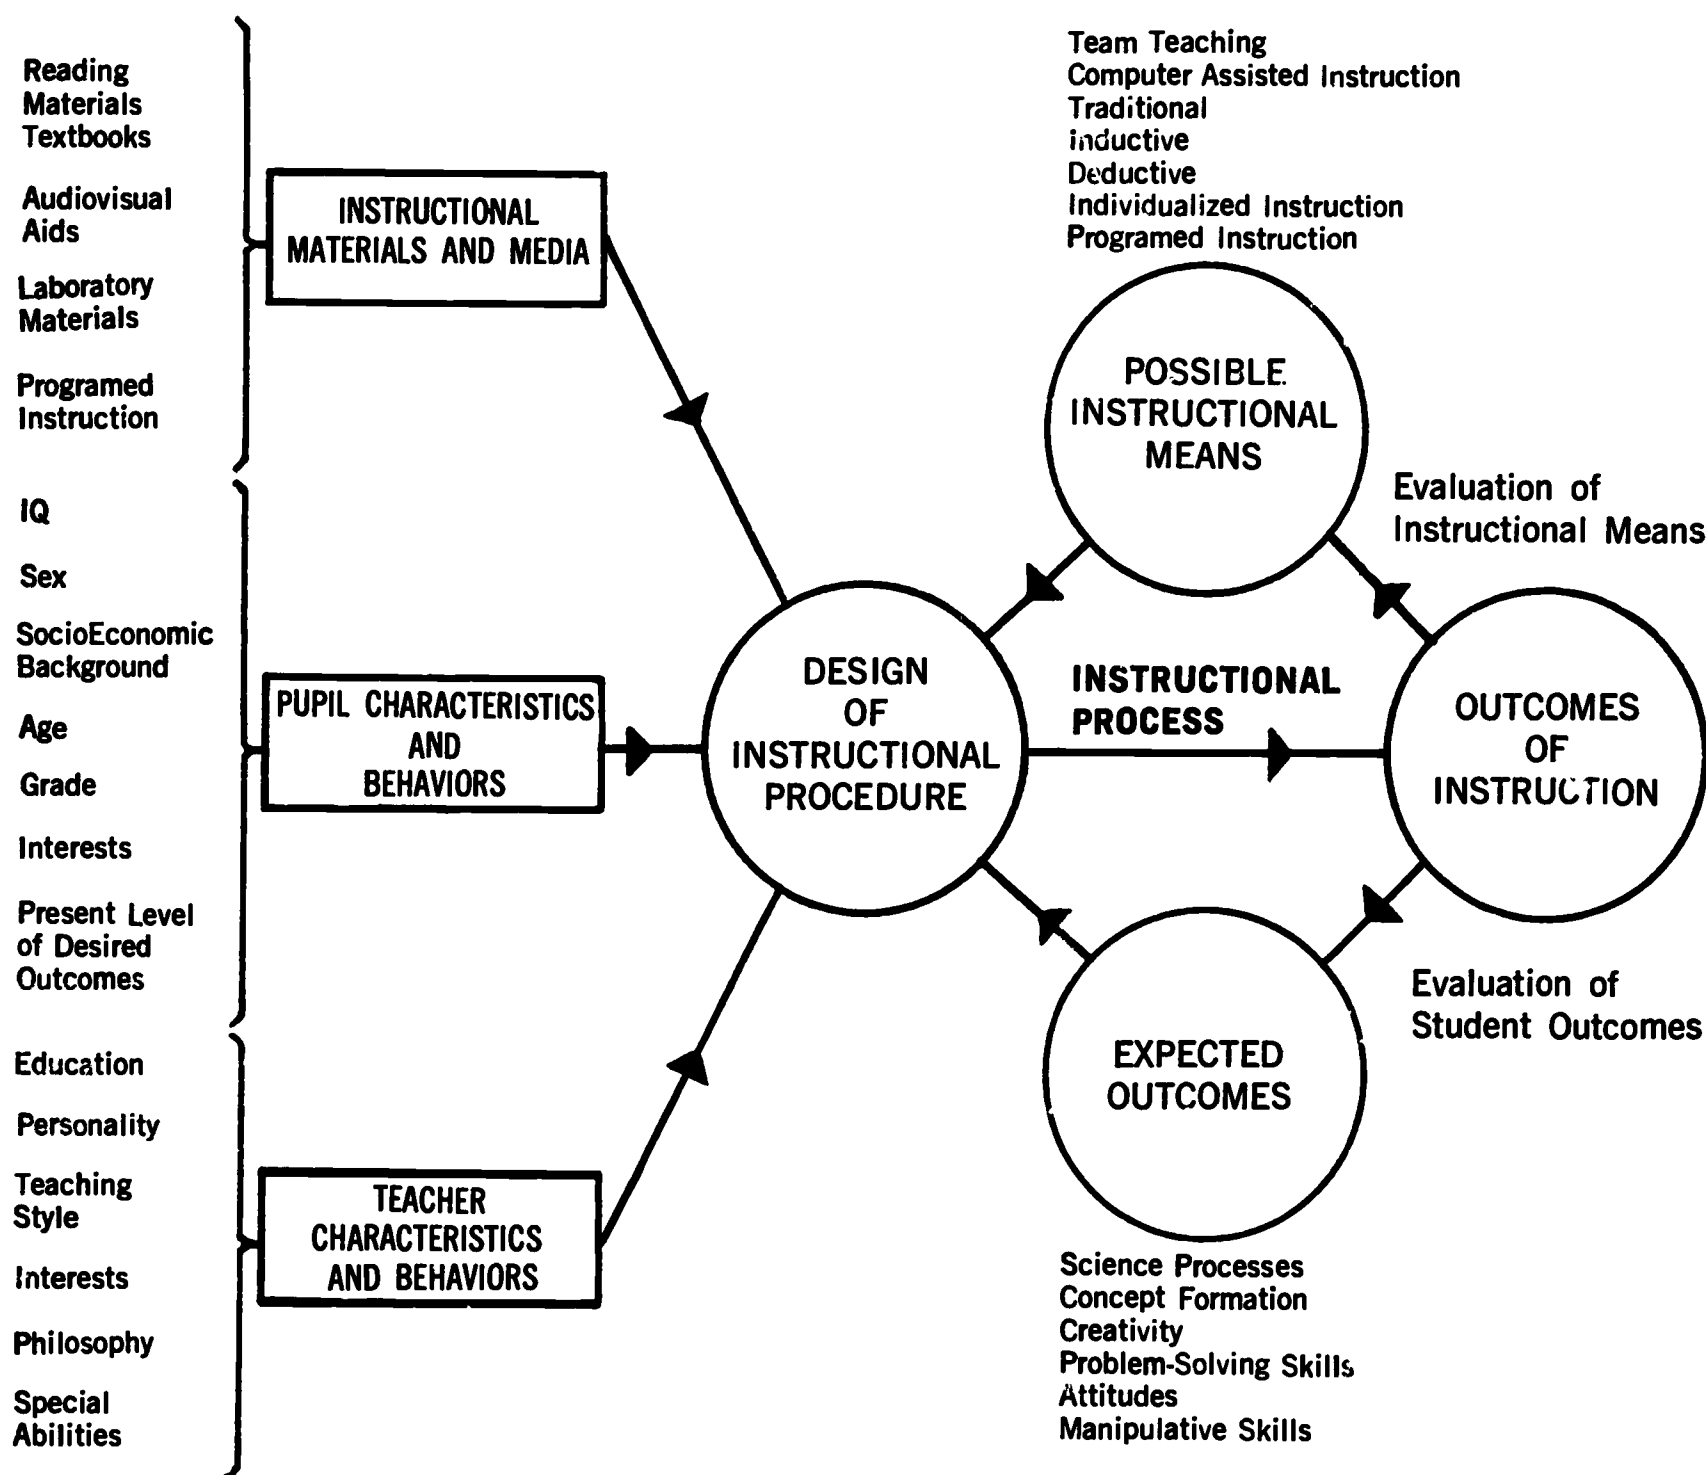 Reading
Materials
Textbooks
Audiovisual
Aids
Laboratory
Materials
Programed
Instruction
INSTRUCTIONAL
MATERIALS AND MEDIA
IQ
Sex
SocioEconomic
Background
Age
Grade
Interests
Present Level
of Desired
Outcomes
PUPIL CHARACTERISTICS
AND
BEHAVIORS
Education
Personality
Teaching
Style
Interests
Philosophy
Special
Abilities
TEACHER
CHARACTERISTICS
AND BEHAVIORS
DESIGN
OF
INSTRUCTIONAL
PROCEDURE
Team Teaching
Computer Assisted Instruction
Traditional
Inductive
Deductive
Individualized Instruction
Programed Instruction
POSSIBLE
INSTRUCTIONAL
MEANS
Evaluation of
Instructional Means
INSTRUCTIONAL
PROCESS
OUTCOMES
OF
INSTRUCTION
Evaluation of
Student Outcomes
EXPECTED
OUTCOMES
Science Processes
Concept Formation
Creativity
Problem-Solving Skills
Attitudes
Manipulative Skills